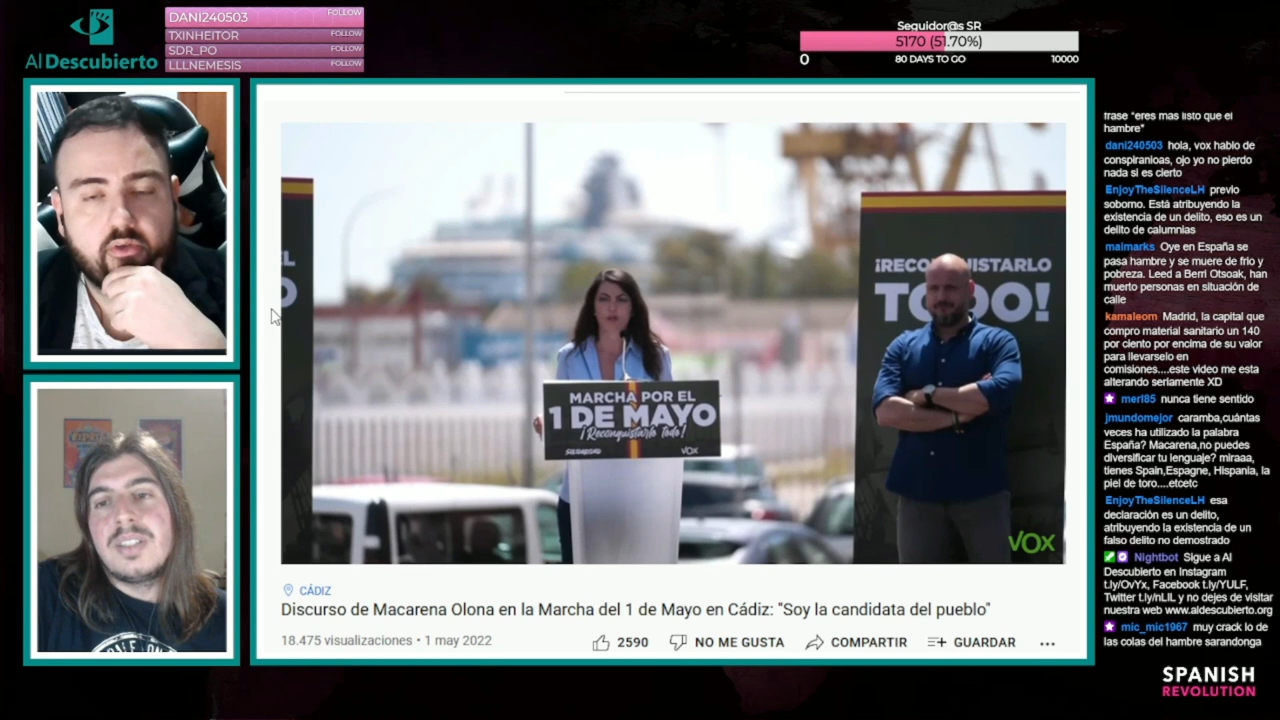 Al Descubierto
DANI240503 FOLLOW
TXINHEITOR FOLLOW
SDR_PO FOLLOW
LLLNEMESIS FOLLOW
Seguidor@s SR
5170 (51.70%)
0 80 DAYS TO GO 10000
¡RECONQUISTARLO
TODO!
MARCHA POR EL
1 DE MAYO
¡Reconquistarlo Todo!
SOLIDARIDAD VOX
VOX
CÁDIZ
Discurso de Macarena Olona en la Marcha del 1 de Mayo en Cádiz: "Soy la candidata del pueblo"
18.475 visualizaciones • 1 may 2022
2590 NO ME GUSTA COMPARTIR GUARDAR
frase "eres mas listo que el
hambre"
dani240503 hola, vox hablo de
conspiranioas, ojo yo no pierdo
nada si es cierto
EnjoyTheSilenceLH previo
soborno. Está atribuyendo la
existencia de un delito, eso es un
delito de calumnias
malmarks Oye en España se
pasa hambre y se muere de frio y
pobreza. Leed a Berri Otsoak, han
muerto personas en situación de
calle
kamaleom Madrid, la capital que
compro material sanitario un 140
por ciento por encima de su valor
para llevarselo en
comisiones....este video me esta
alterando seriamente XD
merl85 nunca tiene sentido
jmundomejor caramba,cuántas
veces ha utilizado la palabra
España? Macarena,no puedes
diversificar tu lenguaje? miraaa,
tienes Spain,Espagne, Hispania, la
piel de toro....etcetc
EnjoyTheSilenceLH esa
declaración es un delito,
atribuyendo la existencia de un
falso delito no demostrado
Nightbot Sigue a Al
Descubierto en Instagram
t.ly/OvYx, Facebook t.ly/YULF,
Twitter t.ly/nLIL y no dejes de visitar
nuestra web www.aldescubierto.org
mic_mic1967 muy crack lo de
las colas del hambre sarandonga
SPANISH
REVOLUTION